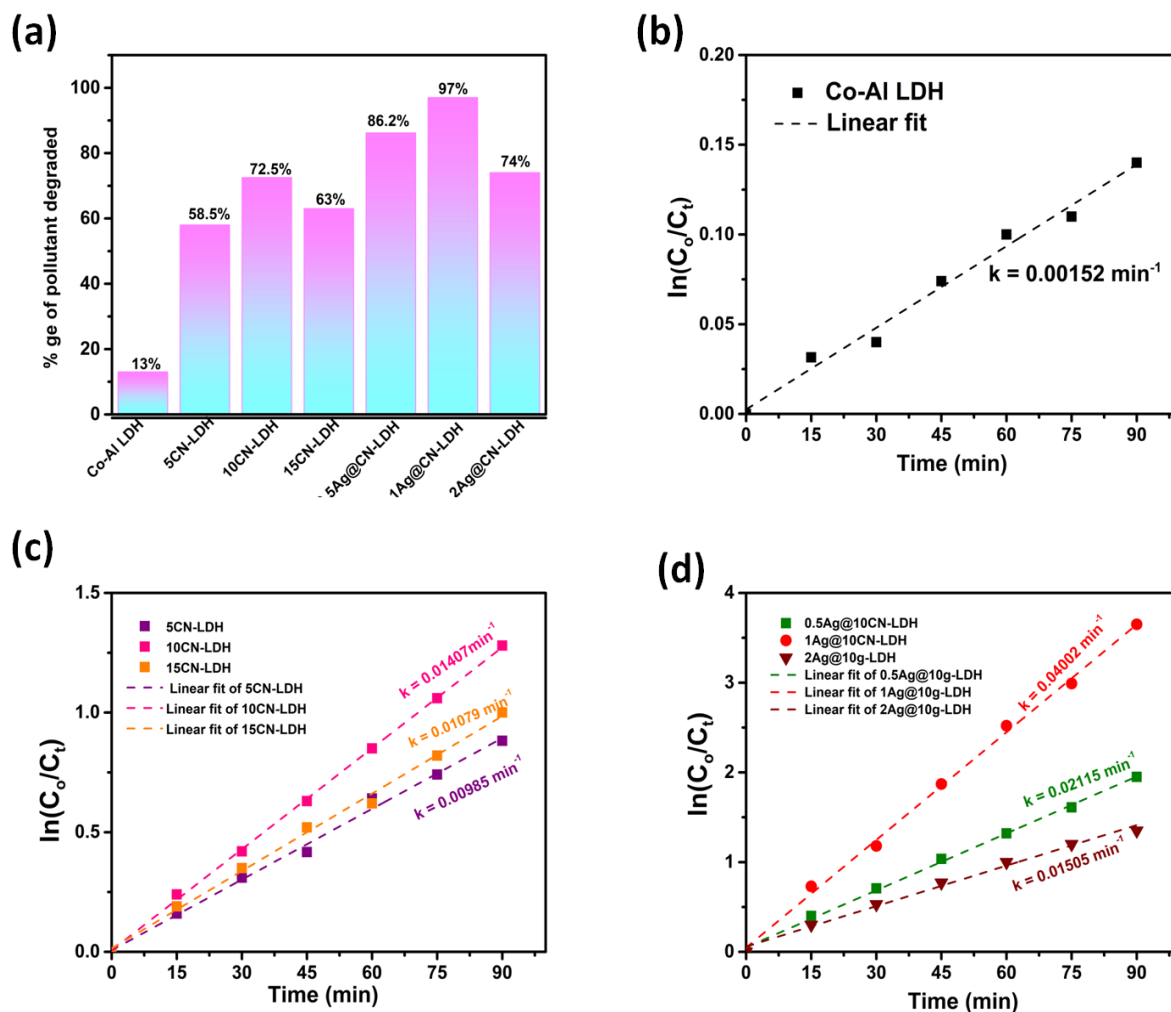 (a)
% ge of pollutant degraded
100
80
60
40
20
0
13%
58.5%
72.5%
63%
86.2%
97%
74%
Co-Al LDH
5CN-LDH
10CN-LDH
15CN-LDH
5Ag@CN-LDH
1Ag@CN-LDH
2Ag@CN-LDH
(b)
ln(C₀/Cₜ)
0.20
0.15
0.10
0.05
0.00
Co-Al LDH
Linear fit
k = 0.00152 min⁻¹
0 15 30 45 60 75 90
Time (min)
(c)
ln(C₀/Cₜ)
1.5
1.0
0.5
0.0
5CN-LDH
10CN-LDH
15CN-LDH
Linear fit of 5CN-LDH
Linear fit of 10CN-LDH
Linear fit of 15CN-LDH
k = 0.01407min⁻¹
k = 0.01079 min⁻¹
k = 0.00985 min⁻¹
0 15 30 45 60 75 90
Time (min)
(d)
ln(C₀/Cₜ)
4
3
2
1
0
0.5Ag@10CN-LDH
1Ag@10CN-LDH
2Ag@10g-LDH
Linear fit of 0.5Ag@10g-LDH
Linear fit of 1Ag@10g-LDH
Linear fit of 2Ag@10g-LDH
k = 0.04002 min⁻¹
k = 0.02115 min⁻¹
k = 0.01505 min⁻¹
0 15 30 45 60 75 90
Time (min)